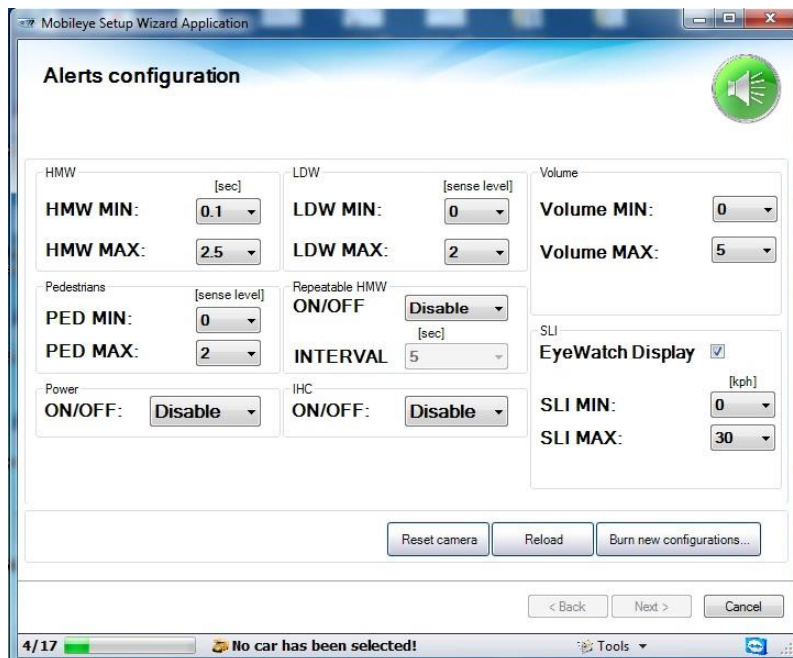 Mobileye Setup Wizard Application
Alerts configuration
HMW
[sec]
HMW MIN: 0.1
HMW MAX: 2.5
LDW
[sense level]
LDW MIN: 0
LDW MAX: 2
Volume
Volume MIN: 0
Volume MAX: 5
Pedestrians
[sense level]
PED MIN: 0
PED MAX: 2
Repeatable HMW
ON/OFF Disable
[sec]
INTERVAL 5
SLI
EyeWatch Display
[kph]
SLI MIN: 0
SLI MAX: 30
Power
ON/OFF: Disable
IHC
ON/OFF: Disable
Reset camera Reload Burn new configurations...
< Back Next > Cancel
4/17 No car has been selected! Tools